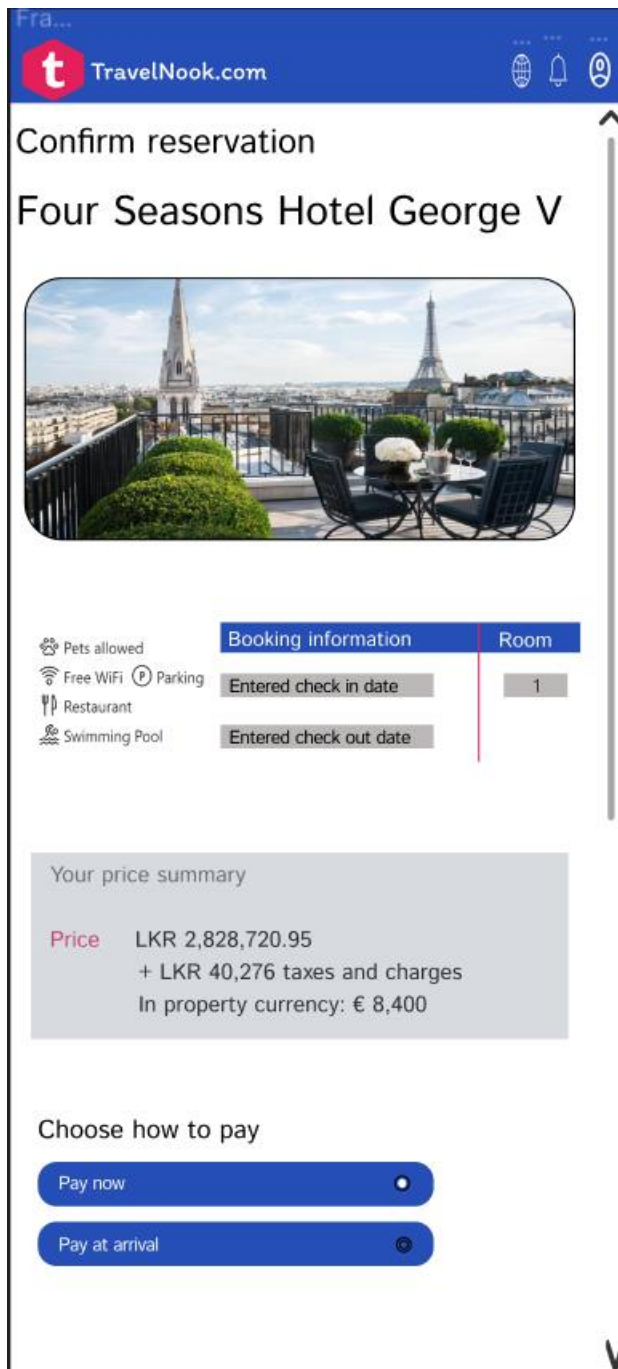 Fra...
t TravelNook.com
Confirm reservation
Four Seasons Hotel George V
Pets allowed
Free WiFi P Parking
Restaurant
Swimming Pool
Booking information Room
Entered check in date 1
Entered check out date
Your price summary
Price LKR 2,828,720.95
+ LKR 40,276 taxes and charges
In property currency: € 8,400
Choose how to pay
Pay now
Pay at arrival